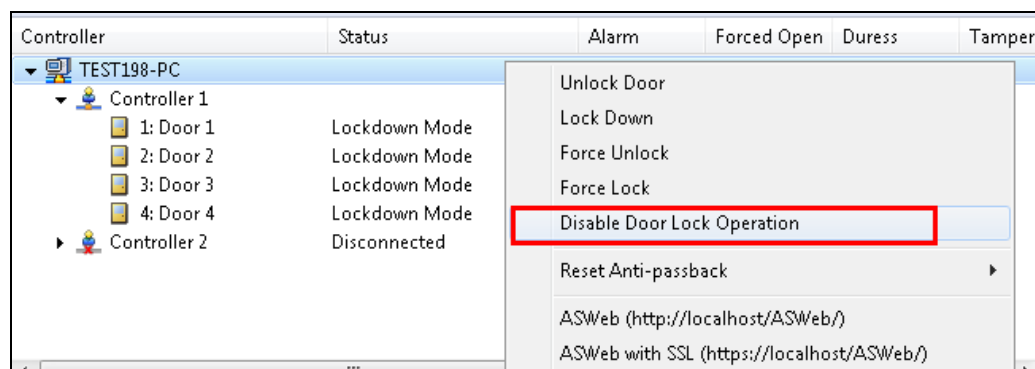 Controller Status Alarm Forced Open Duress Tamper
TEST198-PC
Controller 1
1: Door 1 Lockdown Mode
2: Door 2 Lockdown Mode
3: Door 3 Lockdown Mode
4: Door 4 Lockdown Mode
Controller 2 Disconnected
Unlock Door
Lock Down
Force Unlock
Force Lock
Disable Door Lock Operation
Reset Anti-passback
ASWeb (http://localhost/ASWeb/)
ASWeb with SSL (https://localhost/ASWeb/)